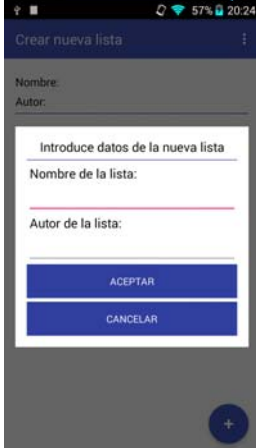 57% 20:24
Crear nueva lista
Nombre:
Autor:
Introduce datos de la nueva lista
Nombre de la lista:
Autor de la lista:
ACEPTAR
CANCELAR
+